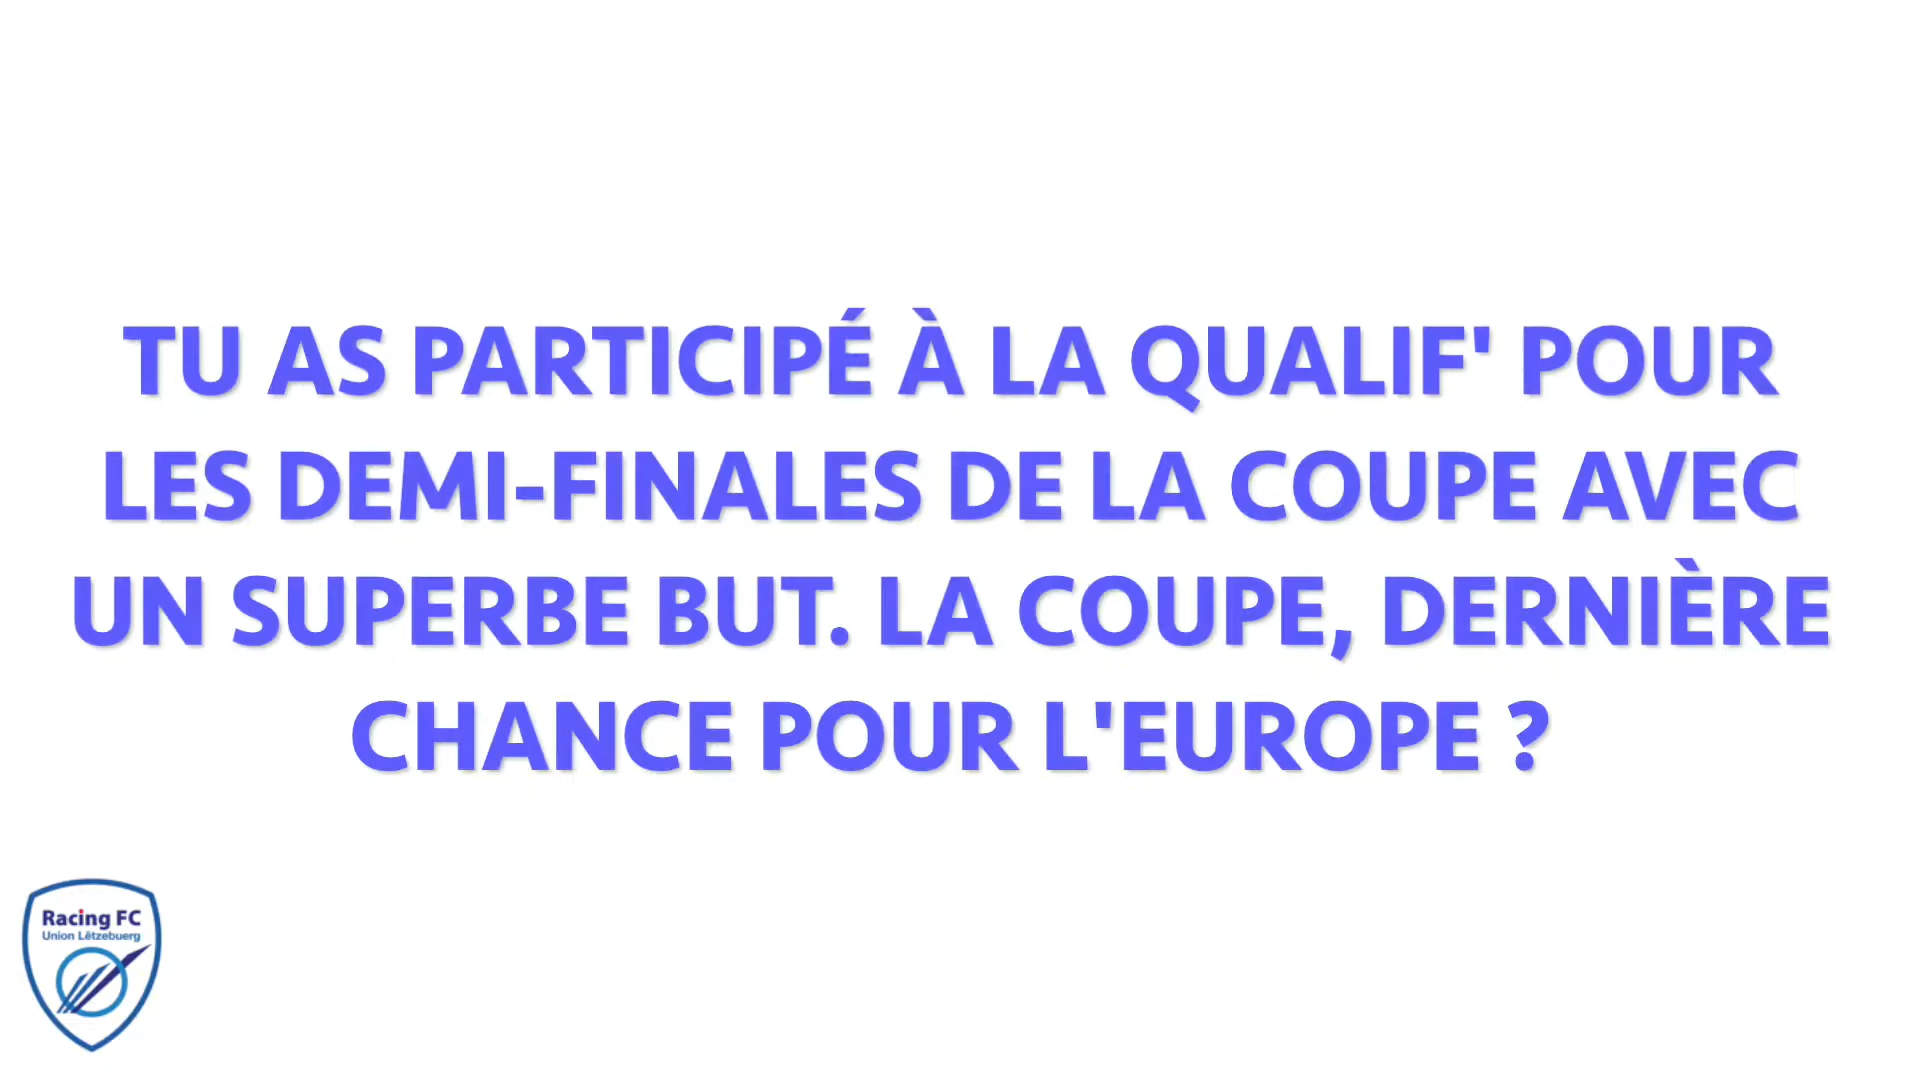 TU AS PARTICIPÉ À LA QUALIF' POUR
LES DEMI-FINALES DE LA COUPE AVEC
UN SUPERBE BUT. LA COUPE, DERNIÈRE
CHANCE POUR L'EUROPE ?
Racing FC
Union Lëtzebuerg